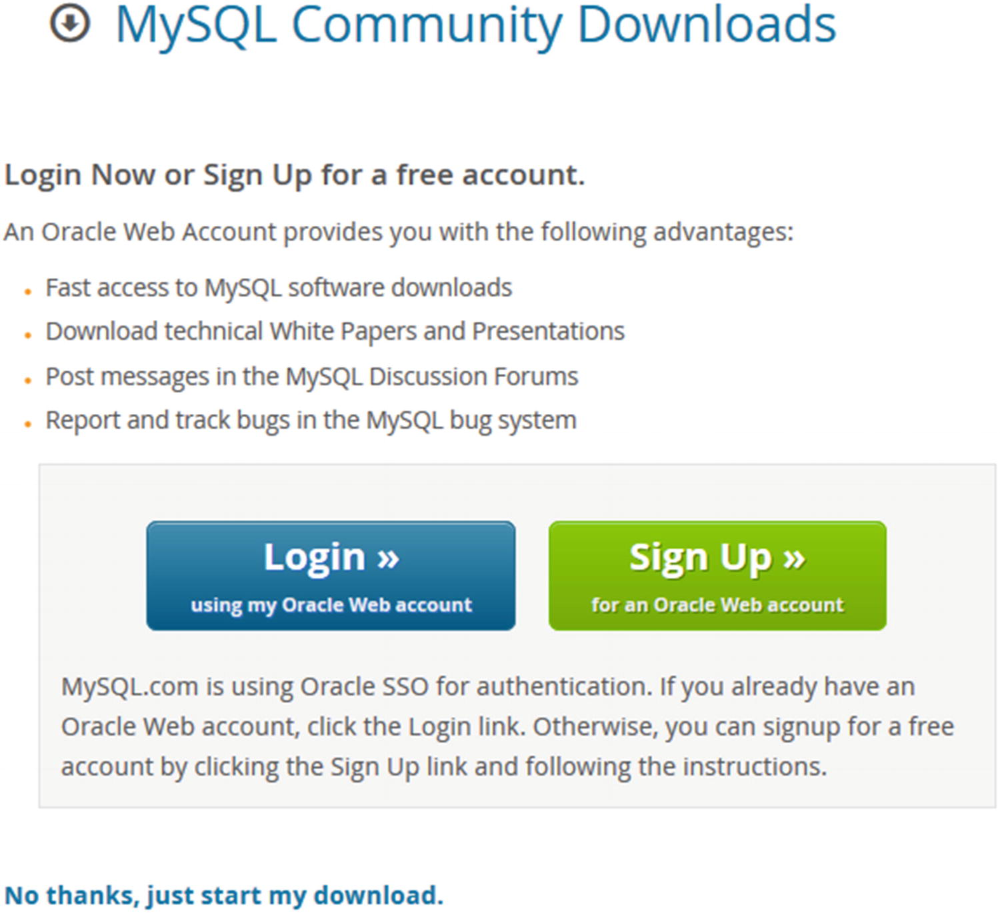 MySQL Community Downloads
Login Now or Sign Up for a free account.
An Oracle Web Account provides you with the following advantages:
• Fast access to MySQL software downloads
• Download technical White Papers and Presentations
• Post messages in the MySQL Discussion Forums
• Report and track bugs in the MySQL bug system
Login »
using my Oracle Web account
Sign Up »
for an Oracle Web account
MySQL.com is using Oracle SSO for authentication. If you already have an
Oracle Web account, click the Login link. Otherwise, you can signup for a free
account by clicking the Sign Up link and following the instructions.
No thanks, just start my download.